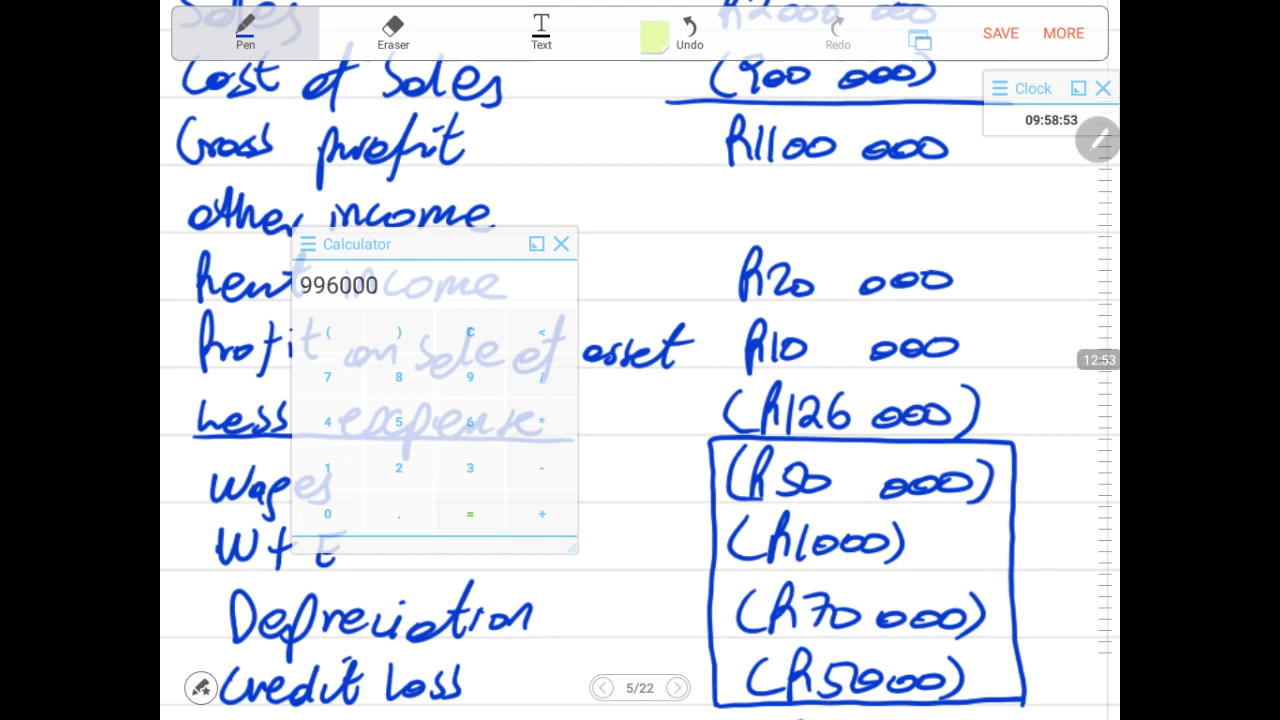 Sales R2000 000
Pen Eraser Text Undo Redo SAVE MORE
Cost of Sales (900 000)
Clock
09:58:53
Gross profit R1100 000
other income
Calculator
996000
Rent income R20 000
Profit on Sale of asset R10 000
12:53
Less expense (R126 000)
Wages (R50 000)
W+E (R1000)
Depreciation (R70 000)
Credit loss (R5000)
( ) C <
7 8 9 /
4 5 6 *
1 2 3 -
0 . = +
5/22